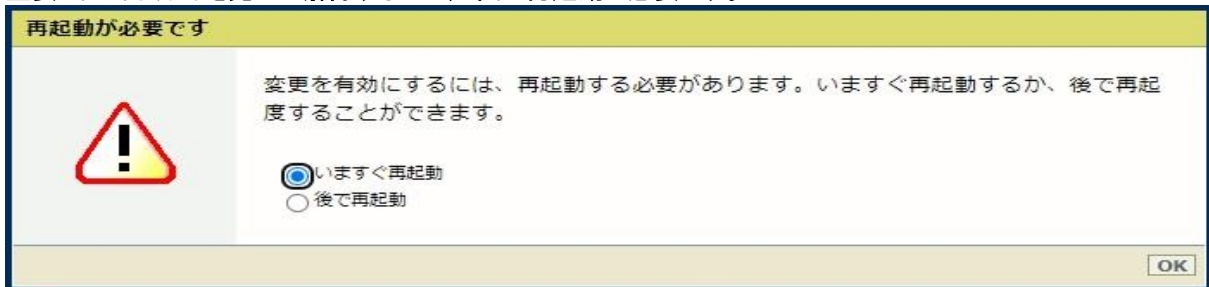 再起動が必要です
変更を有効にするには、再起動する必要があります。いますぐ再起動するか、後で再起
度することができます。
いますぐ再起動
後で再起動
OK